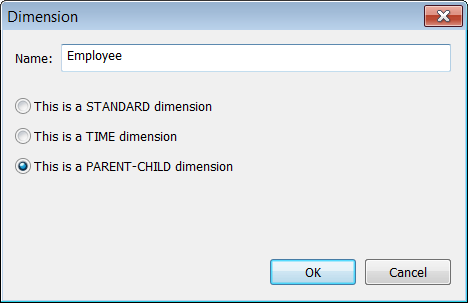 Dimension
Name: Employee
This is a STANDARD dimension
This is a TIME dimension
This is a PARENT-CHILD dimension
OK Cancel